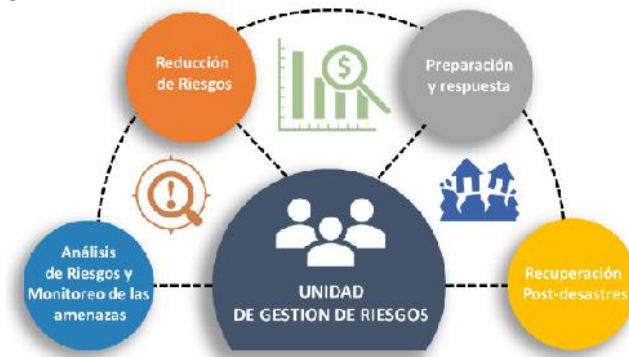 Reducción
de Riesgos
$
Preparación
y respuesta
!
Análisis
de Riesgos y
Monitoreo de las
amenazas
UNIDAD
DE GESTION DE RIESGOS
Recuperación
Post-desastres